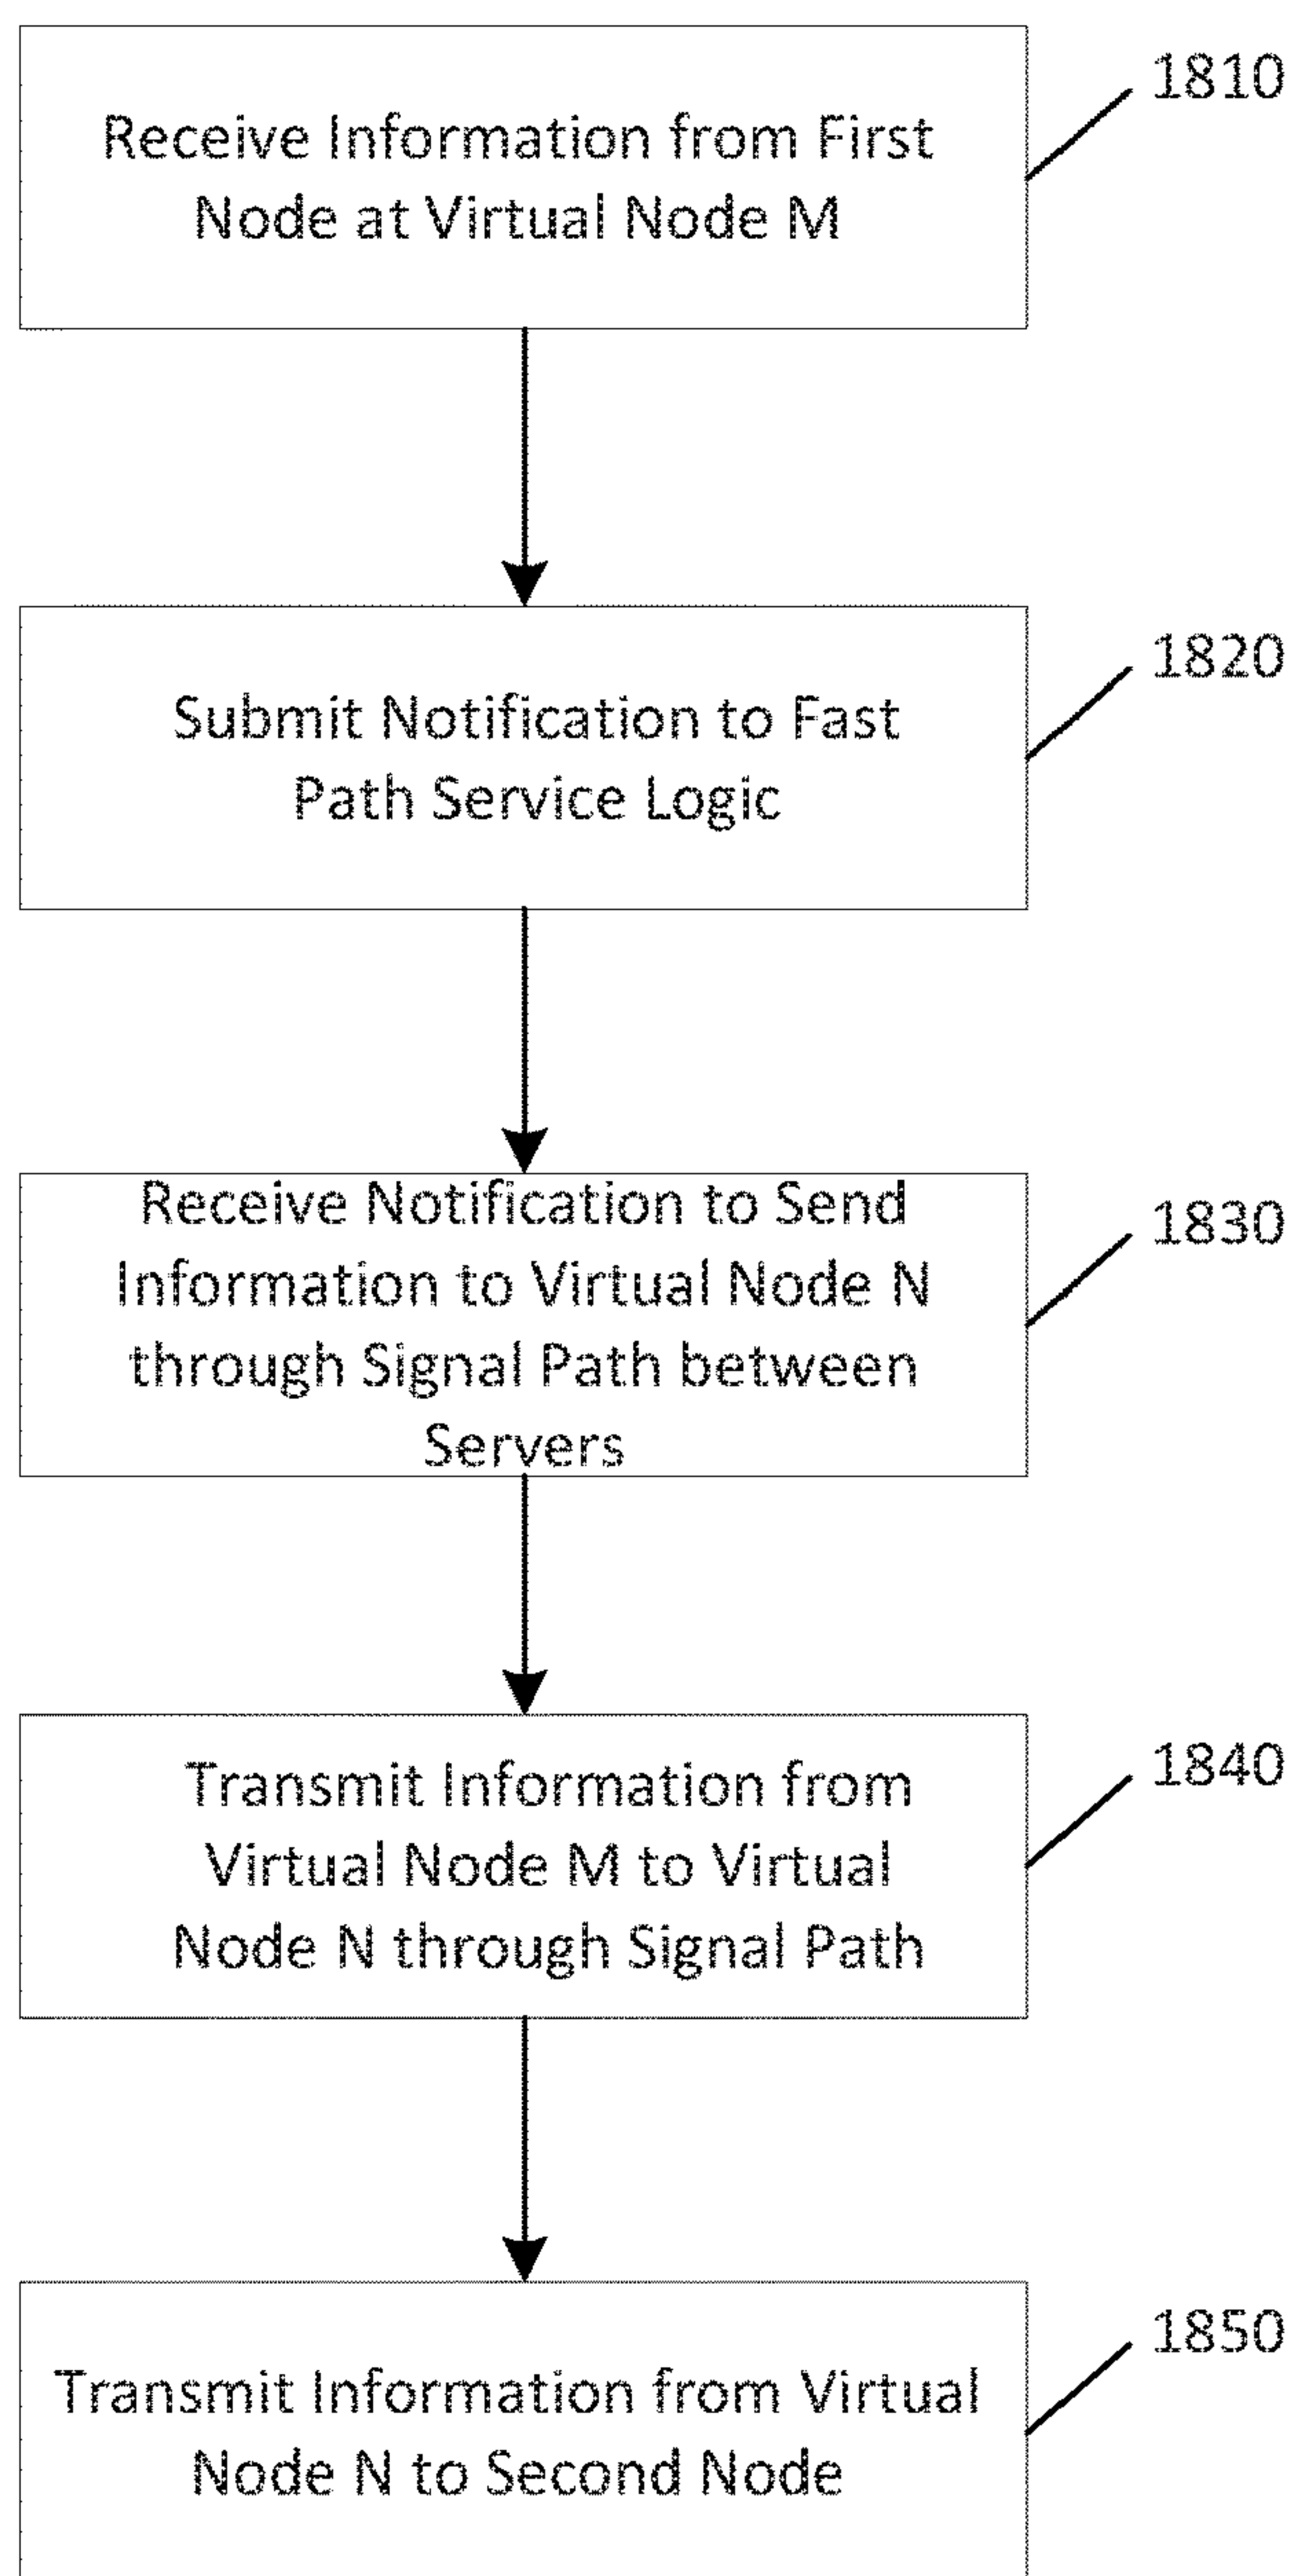 Receive Information from First
Node at Virtual Node M
1810
Submit Notification to Fast
Path Service Logic
1820
Receive Notification to Send
Information to Virtual Node N
through Signal Path between
Servers
1830
Transmit Information from
Virtual Node M to Virtual
Node N through Signal Path
1840
Transmit Information from Virtual
Node N to Second Node
1850